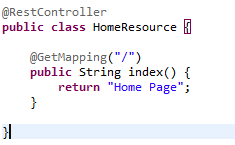 @RestController
public class HomeResource {
@GetMapping("/")
public String index() {
return "Home Page";
}
}